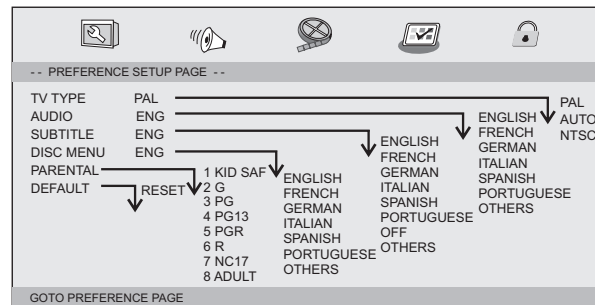 -- PREFERENCE SETUP PAGE --
TV TYPE PAL
AUDIO ENG
SUBTITLE ENG
DISC MENU ENG
PARENTAL
DEFAULT RESET
1 KID SAF
2 G
3 PG
4 PG13
5 PGR
6 R
7 NC17
8 ADULT
ENGLISH
FRENCH
GERMAN
ITALIAN
SPANISH
PORTUGUESE
OTHERS
ENGLISH
FRENCH
GERMAN
ITALIAN
SPANISH
PORTUGUESE
OFF
OTHERS
ENGLISH
FRENCH
GERMAN
ITALIAN
SPANISH
PORTUGUESE
OTHERS
PAL
AUTO
NTSC
GOTO PREFERENCE PAGE